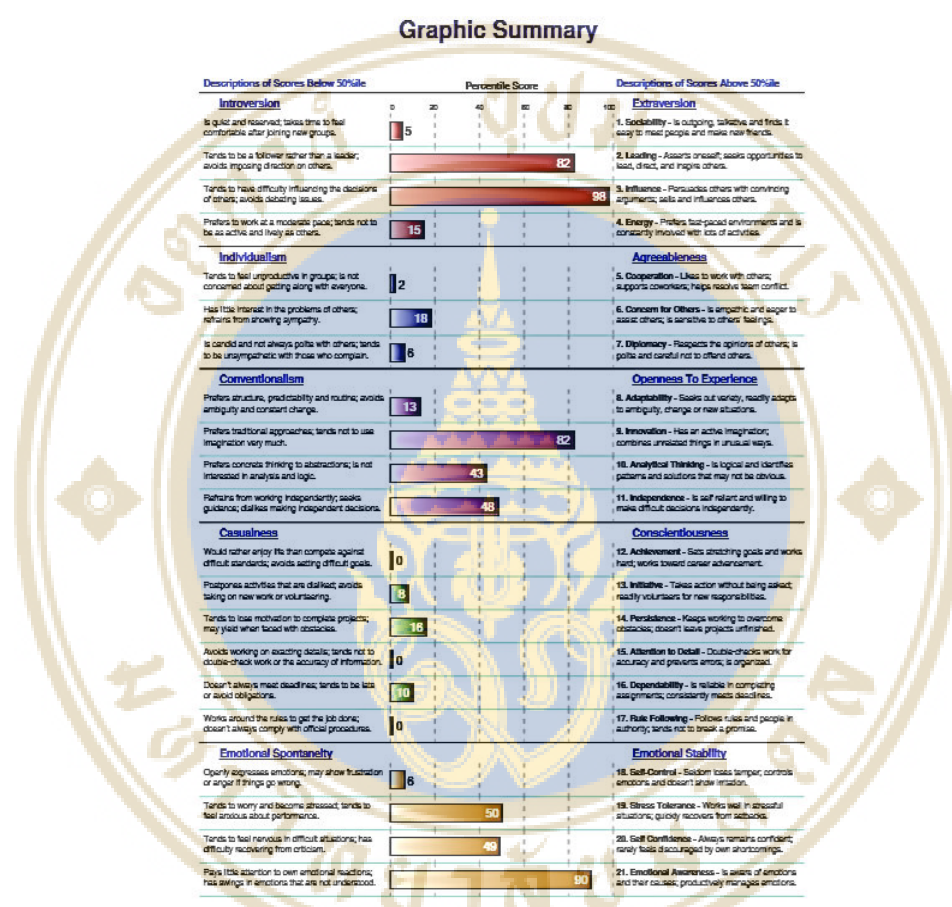 Graphic Summary
Descriptions of Scores Below 50%ile Percentile Score Descriptions of Scores Above 50%ile
Introversion 0 20 40 60 80 100 Extraversion
Is quiet and reserved; takes time to feel
comfortable after joining new groups.
5
1. Sociability - Is outgoing, talkative and finds it
easy to meet people and make new friends.
Tends to be a follower rather than a leader;
avoids imposing direction on others.
82
2. Leading - Asserts oneself; seeks opportunities to
lead, direct, and inspire others.
Tends to have difficulty influencing the decisions
of others; avoids debating issues.
98
3. Influence - Persuades others with convincing
arguments; sells and influences others.
Prefers to work at a moderate pace; tends not to
be as active and lively as others.
15
4. Energy - Prefers fast-paced environments and is
constantly involved with lots of activities.
Individualism Agreeableness
Tends to feel unproductive in groups; is not
concerned about getting along with everyone.
2
5. Cooperation - Likes to work with others;
supports coworkers; helps resolve team conflict.
Has little interest in the problems of others;
refrains from showing sympathy.
18
6. Concern for Others - Is empathic and eager to
assist others; is sensitive to others' feelings.
Is candid and not always polite with others; tends
to be unsympathetic with those who complain.
6
7. Diplomacy - Respects the opinions of others; is
polite and careful not to offend others.
Conventionalism Openness To Experience
Prefers structure, predictability and routine; avoids
ambiguity and constant change.
13
8. Adaptability - Seeks out variety, readily adapts
to ambiguity, change or new situations.
Prefers traditional approaches; tends not to use
imagination very much.
82
9. Innovation - Has an active imagination;
combines unrelated things in unusual ways.
Prefers concrete thinking to abstractions; is not
interested in analysis and logic.
43
10. Analytical Thinking - Is logical and identifies
patterns and solutions that may not be obvious.
Refrains from working independently; seeks
guidance; dislikes making independent decisions.
48
11. Independence - Is self reliant and willing to
make difficult decisions independently.
Casualness Conscientiousness
Would rather enjoy life than compete against
difficult standards; avoids setting difficult goals.
0
12. Achievement - Sets stretching goals and works
hard; works toward career advancement.
Postpones activities that are disliked; avoids
taking on new work or volunteering.
8
13. Initiative - Takes action without being asked;
readily volunteers for new responsibilities.
Tends to lose motivation to complete projects;
may yield when faced with obstacles.
16
14. Persistence - Keeps working to overcome
obstacles; doesn't leave projects unfinished.
Avoids working on exacting details; tends not to
double-check work or the accuracy of information.
0
15. Attention to Detail - Double-checks work for
accuracy and prevents errors; is organized.
Doesn't always meet deadlines; tends to be late
or avoid obligations.
10
16. Dependability - Is reliable in completing
assignments; consistently meets deadlines.
Works around the rules to get the job done;
doesn't always comply with official procedures.
0
17. Rule Following - Follows rules and people in
authority; tends not to break a promise.
Emotional Spontaneity Emotional Stability
Openly expresses emotions; may show frustration
or anger if things go wrong.
6
18. Self-Control - Seldom loses temper; controls
emotions and doesn't show irritation.
Tends to worry and become stressed; tends to
feel anxious about performance.
50
19. Stress Tolerance - Works well in stressful
situations; quickly recovers from setbacks.
Tends to feel nervous in difficult situations; has
difficulty recovering from criticism.
49
20. Self Confidence - Always remains confident;
rarely feels discouraged by own shortcomings.
Pays little attention to own emotional reactions;
has swings in emotions that are not understood.
90
21. Emotional Awareness - Is aware of emotions
and their causes; productively manages emotions.